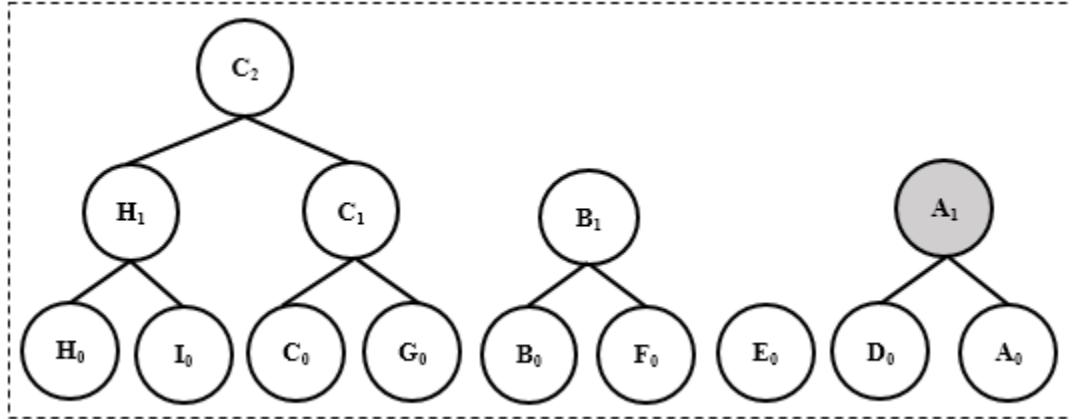 C₂
H₁ C₁ B₁ A₁
H₀ I₀ C₀ G₀ B₀ F₀ E₀ D₀ A₀